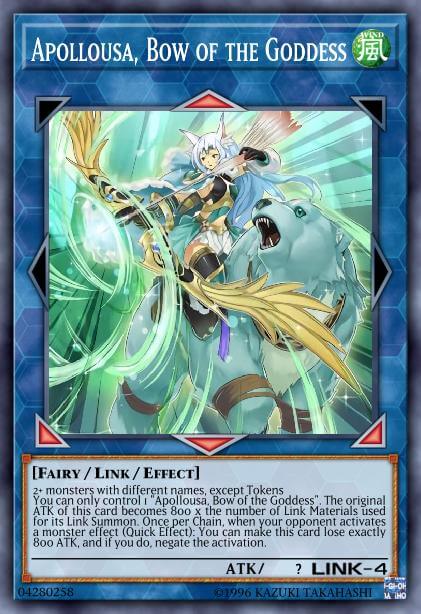 APOLLOUSA, BOW OF THE GODDESS
WIND
風
[FAIRY / LINK / EFFECT]
2+ monsters with different names, except Tokens
You can only control 1 "Apollousa, Bow of the Goddess". The original
ATK of this card becomes 800 x the number of Link Materials used
for its Link Summon. Once per Chain, when your opponent activates
a monster effect (Quick Effect): You can make this card lose exactly
800 ATK, and if you do, negate the activation.
ATK/ ? LINK-4
04280258
©1996 KAZUKI TAKAHASHI